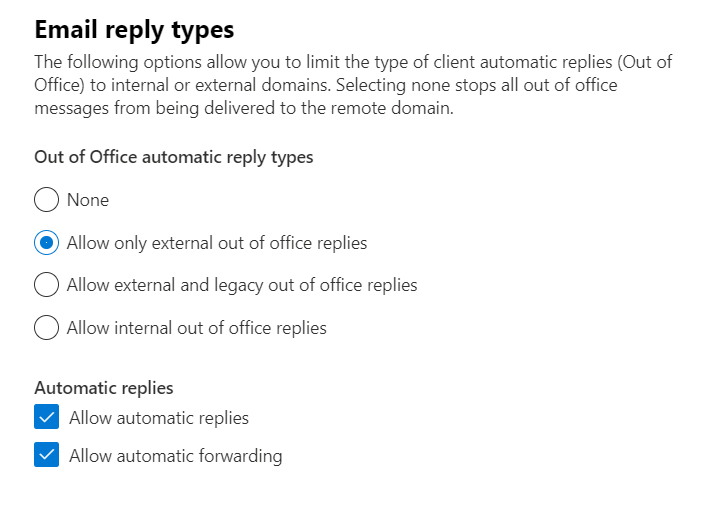 Email reply types
The following options allow you to limit the type of client automatic replies (Out of
Office) to internal or external domains. Selecting none stops all out of office
messages from being delivered to the remote domain.
Out of Office automatic reply types
None
Allow only external out of office replies
Allow external and legacy out of office replies
Allow internal out of office replies
Automatic replies
Allow automatic replies
Allow automatic forwarding